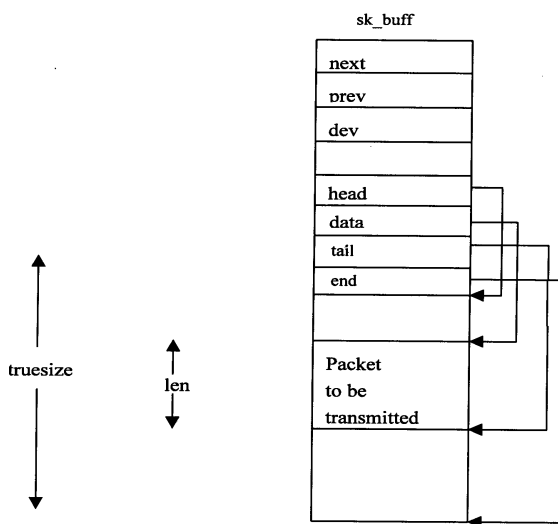 sk_buff
next
prev
dev
head
data
tail
end
truesize
len
Packet
to be
transmitted